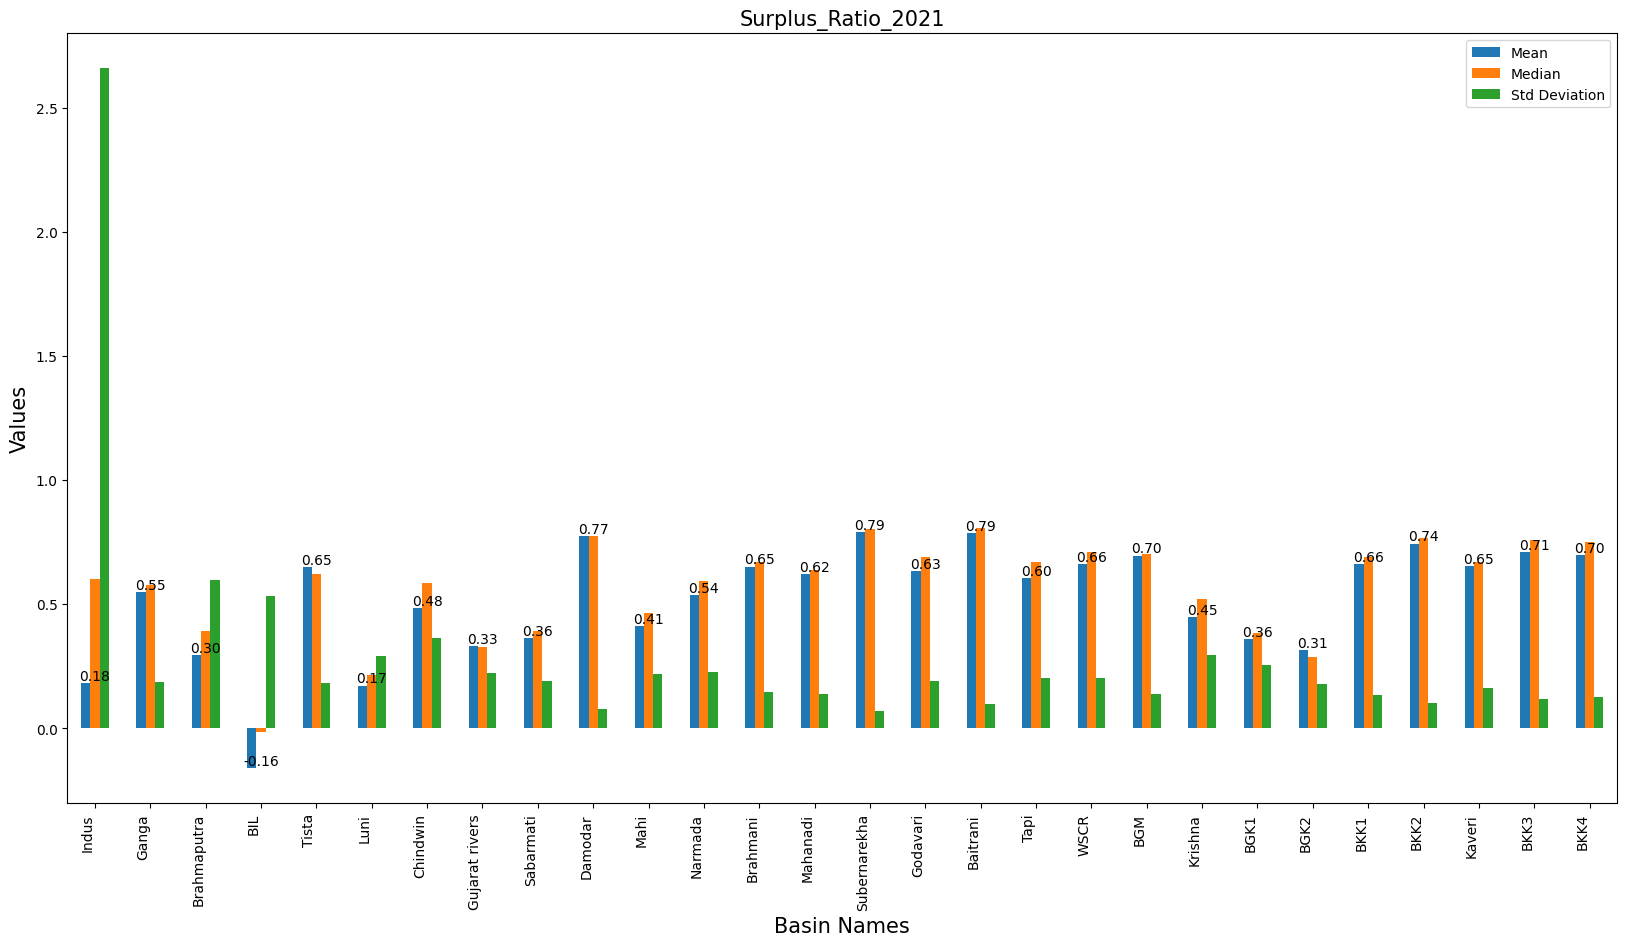 Surplus_Ratio_2021
Mean
Median
Std Deviation
Values
2.5
2.0
1.5
1.0
0.5
0.0
0.18
0.55
0.30
-0.16
0.65
0.17
0.48
0.33
0.36
0.77
0.41
0.54
0.65
0.62
0.79
0.63
0.79
0.60
0.66
0.70
0.45
0.36
0.31
0.66
0.74
0.65
0.71
0.70
Indus
Ganga
Brahmaputra
BIL
Tista
Luni
Chindwin
Gujarat rivers
Sabarmati
Damodar
Mahi
Narmada
Brahmani
Mahanadi
Subernarekha
Godavari
Baitrani
Tapi
WSCR
BGM
Krishna
BGK1
BGK2
BKK1
BKK2
Kaveri
BKK3
BKK4
Basin Names